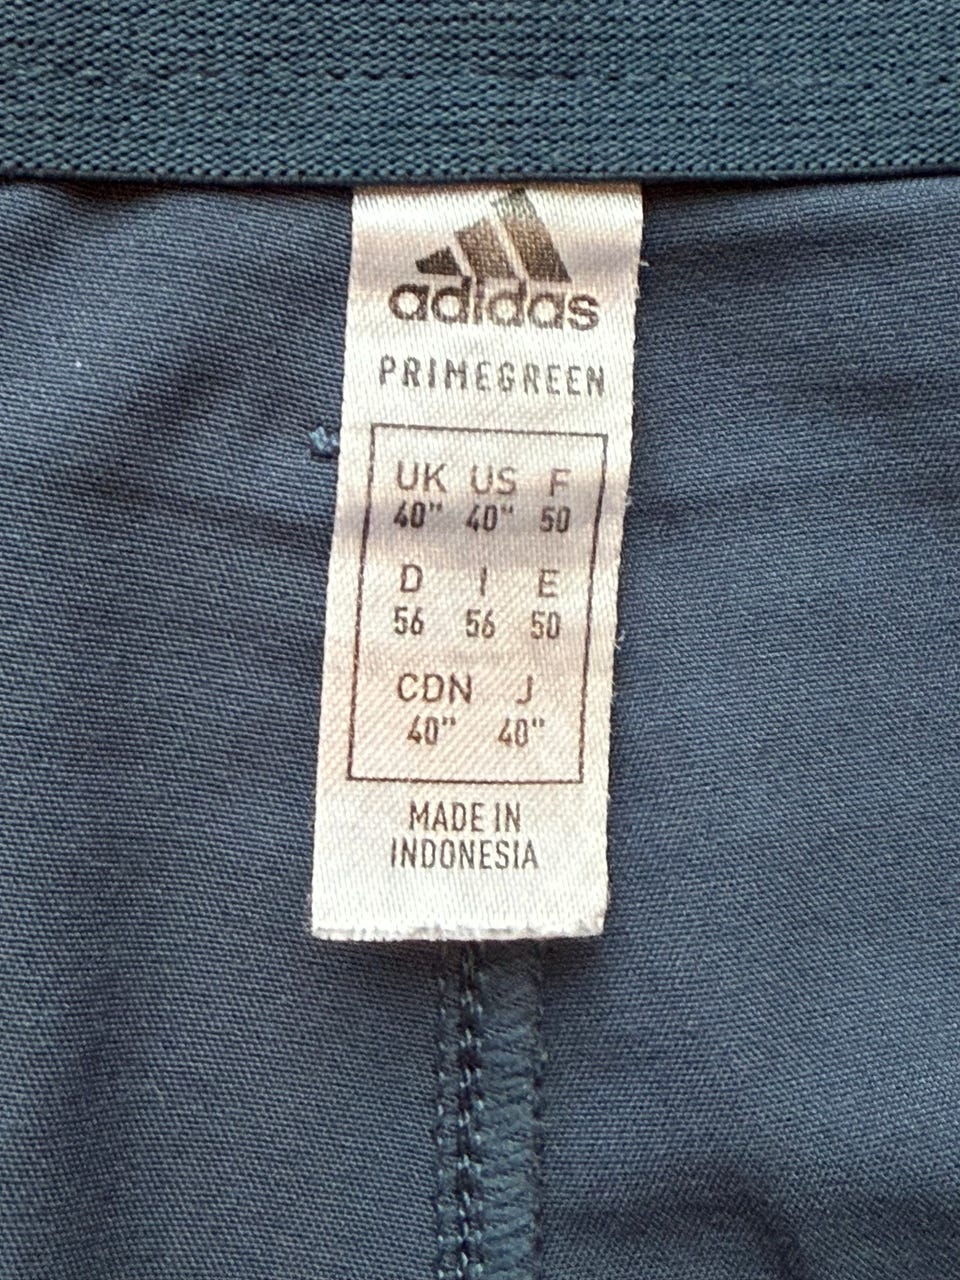 adidas
PRIMEGREEN
UK US F
40" 40" 50
D I E
56 56 50
CDN J
40" 40"
MADE IN
INDONESIA